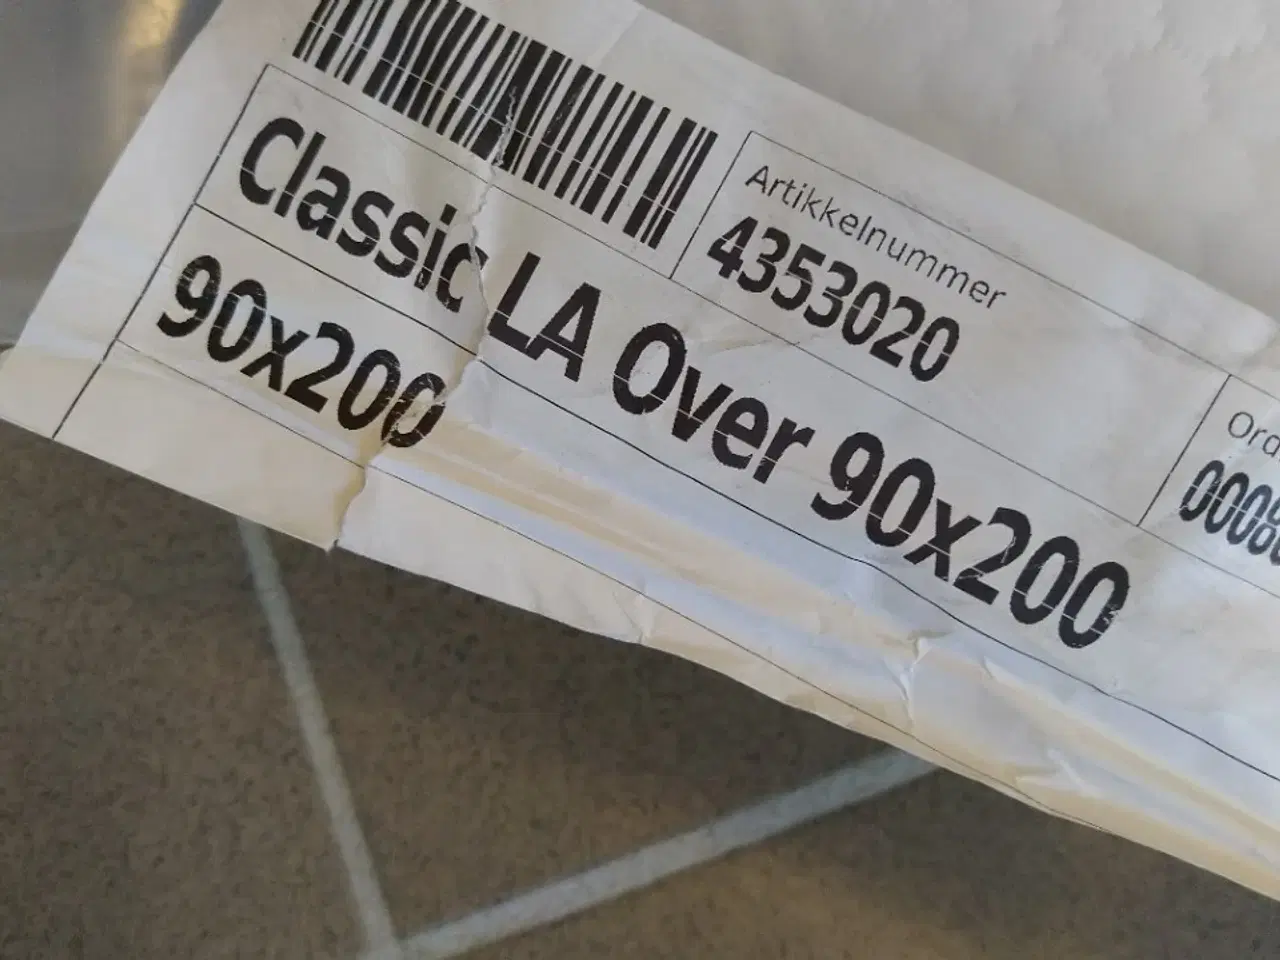 Artikkelnummer
4353020
Classic LA Over 90x200
90x200